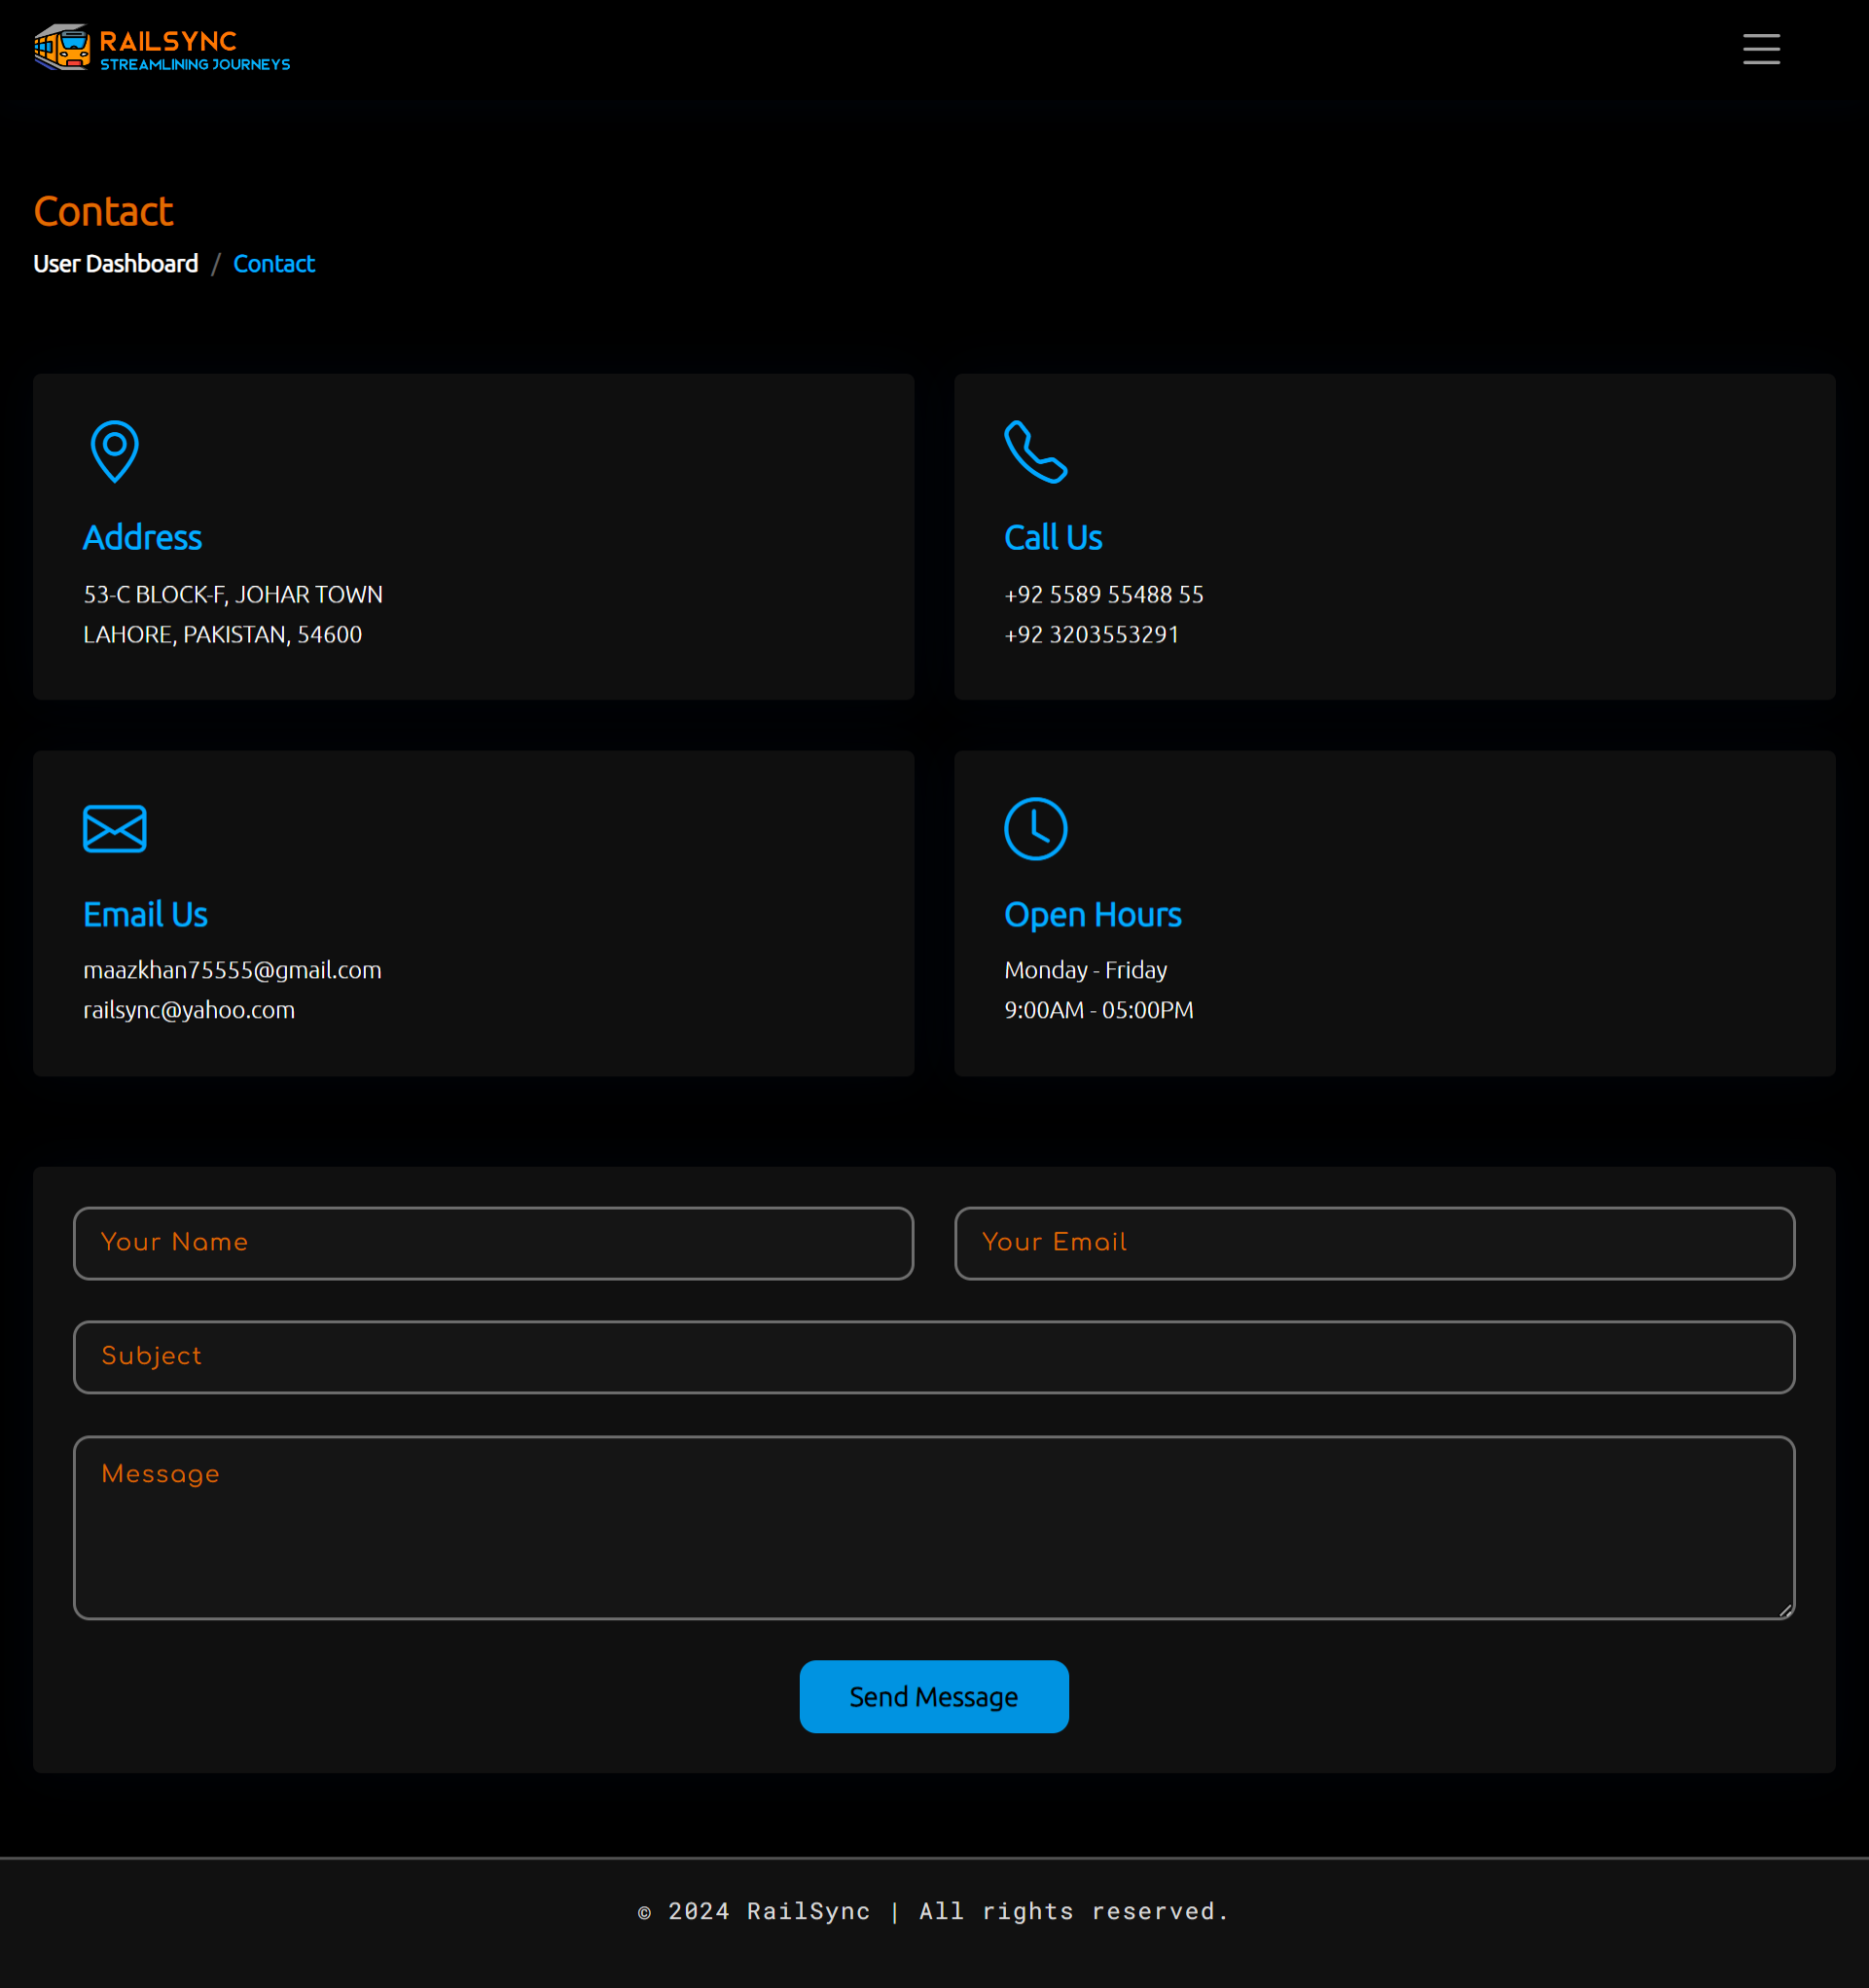 RAILSYNC
STREAMLINING JOURNEYS
Contact
User Dashboard / Contact
Address
53-C BLOCK-F, JOHAR TOWN
LAHORE, PAKISTAN, 54600
Call Us
+92 5589 55488 55
+92 3203553291
Email Us
maazkhan75555@gmail.com
railsync@yahoo.com
Open Hours
Monday - Friday
9:00AM - 05:00PM
Your Name
Your Email
Subject
Message
Send Message
© 2024 RailSync | All rights reserved.